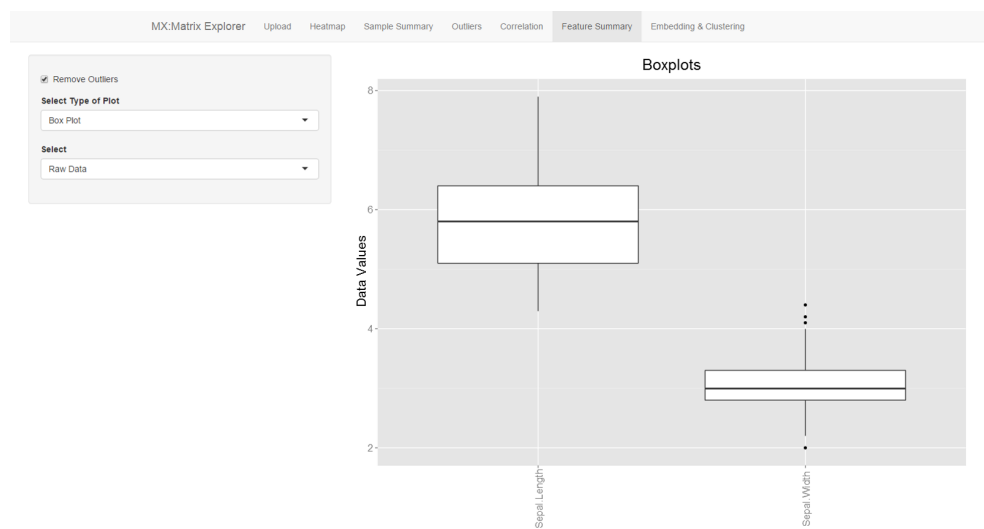 MX:Matrix Explorer Upload Heatmap Sample Summary Outliers Correlation Feature Summary Embedding & Clustering
Remove Outliers
Select Type of Plot
Box Plot
Select
Raw Data
Boxplots
Data Values
8
6
4
2
Sepal.Length
Sepal.Width